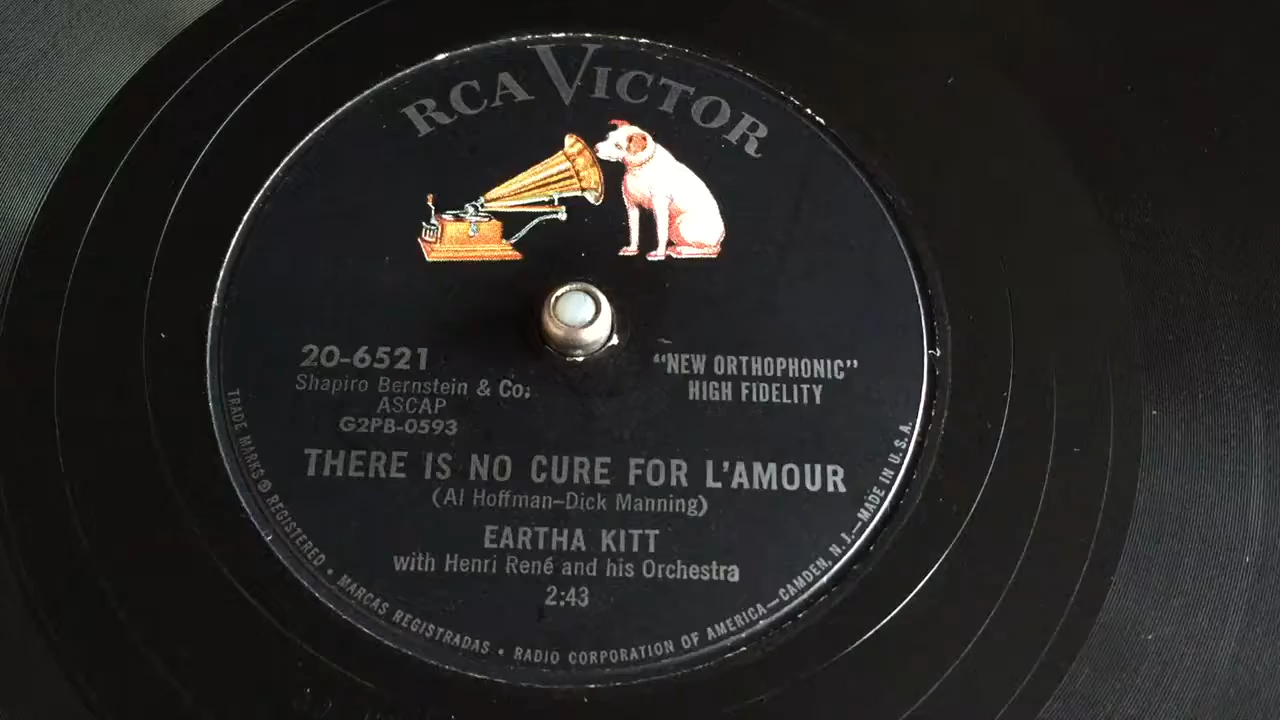 RCA VICTOR
20-6521
Shapiro Bernstein & Co.
ASCAP
G2PB-0593
"NEW ORTHOPHONIC"
HIGH FIDELITY
THERE IS NO CURE FOR L'AMOUR
(Al Hoffman–Dick Manning)
EARTHA KITT
with Henri René and his Orchestra
2:43
TRADE MARKS ® REGISTERED • MARCAS REGISTRADAS • RADIO CORPORATION OF AMERICA—CAMDEN, N. J.—MADE IN U. S. A.